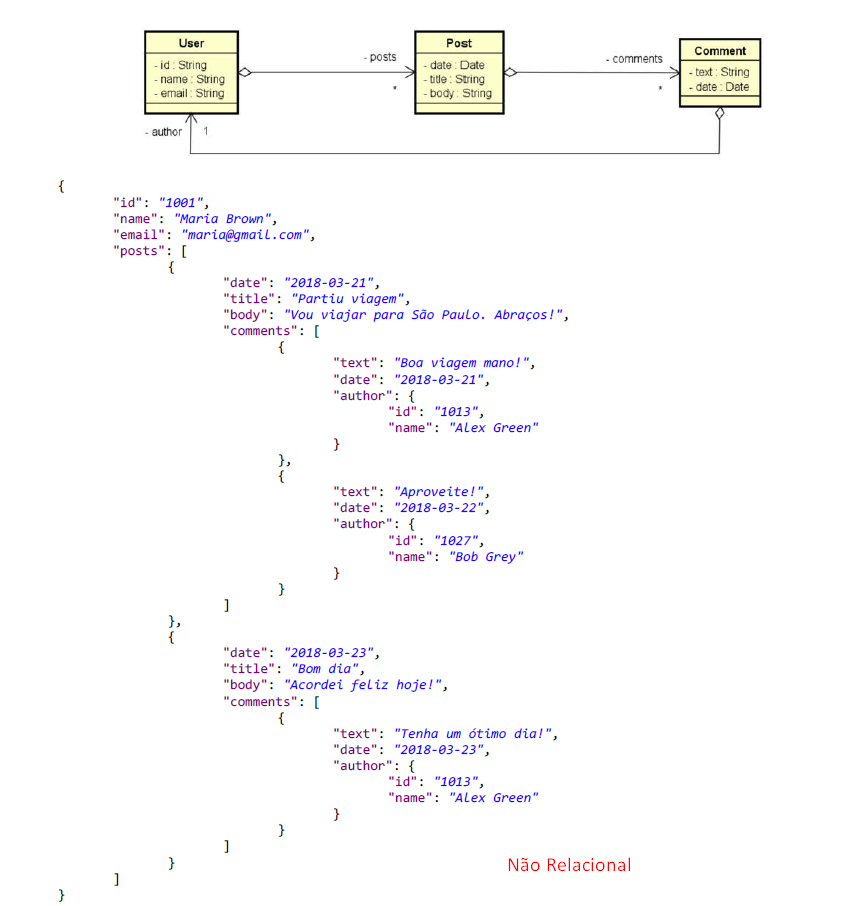 User
- id : String
- name : String
- email : String
- posts
*
Post
- date : Date
- title : String
- body : String
- comments
*
Comment
- text : String
- date : Date
- author 1
{
"id": "1001",
"name": "Maria Brown",
"email": "maria@gmail.com",
"posts": [
{
"date": "2018-03-21",
"title": "Partiu viagem",
"body": "Vou viajar para São Paulo. Abraços!",
"comments": [
{
"text": "Boa viagem mano!",
"date": "2018-03-21",
"author": {
"id": "1013",
"name": "Alex Green"
}
},
{
"text": "Aproveite!",
"date": "2018-03-22",
"author": {
"id": "1027",
"name": "Bob Grey"
}
}
]
},
{
"date": "2018-03-23",
"title": "Bom dia",
"body": "Acordei feliz hoje!",
"comments": [
{
"text": "Tenha um ótimo dia!",
"date": "2018-03-23",
"author": {
"id": "1013",
"name": "Alex Green"
}
}
]
}
Não Relacional
]
}